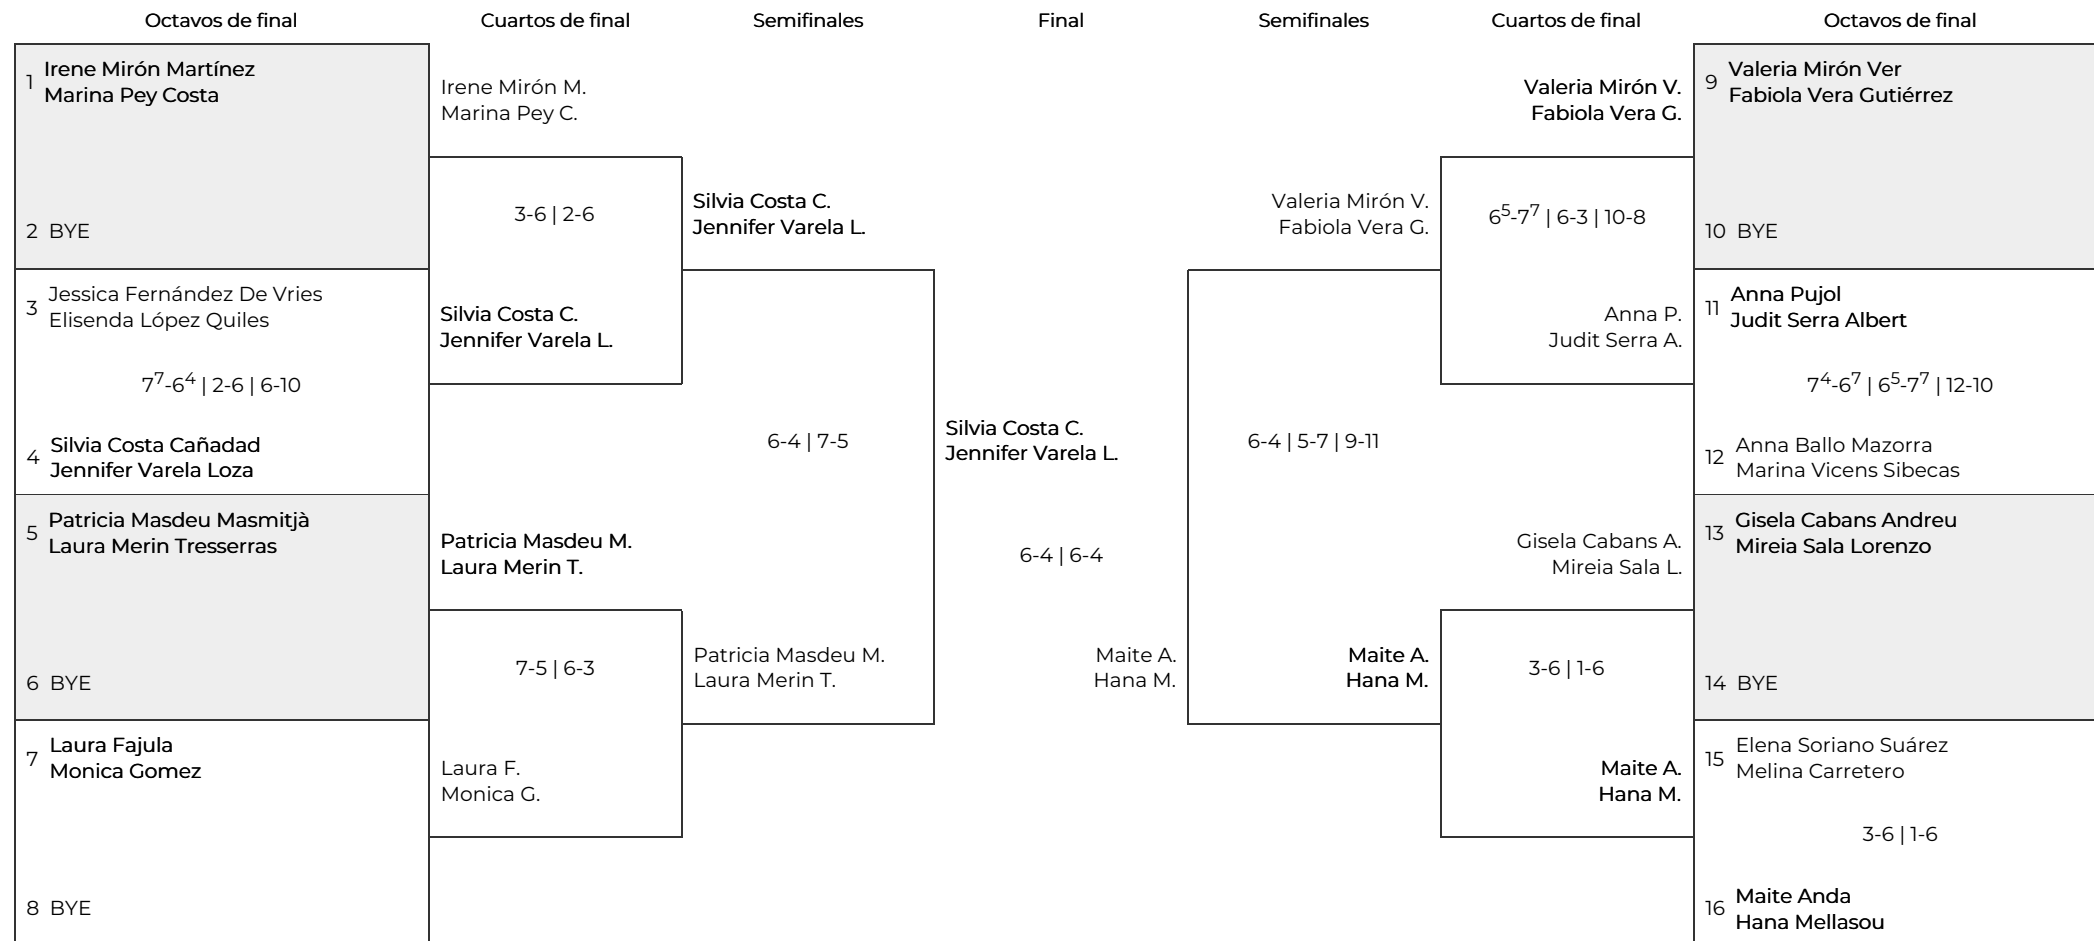 Octavos de final
Cuartos de final
Semifinales
Final
Semifinales
Cuartos de final
Octavos de final
1 Irene Mirón Martínez
Marina Pey Costa
2 BYE
3 Jessica Fernández De Vries
Elisenda López Quiles
7⁷-6⁴ | 2-6 | 6-10
4 Silvia Costa Cañadad
Jennifer Varela Loza
5 Patricia Masdeu Masmitjà
Laura Merin Tresserras
6 BYE
7 Laura Fajula
Monica Gomez
8 BYE
Irene Mirón M.
Marina Pey C.
3-6 | 2-6
Silvia Costa C.
Jennifer Varela L.
Patricia Masdeu M.
Laura Merin T.
7-5 | 6-3
Laura F.
Monica G.
Silvia Costa C.
Jennifer Varela L.
6-4 | 7-5
Patricia Masdeu M.
Laura Merin T.
Silvia Costa C.
Jennifer Varela L.
6-4 | 6-4
Maite A.
Hana M.
Valeria Mirón V.
Fabiola Vera G.
6-4 | 5-7 | 9-11
Maite A.
Hana M.
Valeria Mirón V.
Fabiola Vera G.
6⁵-7⁷ | 6-3 | 10-8
Anna P.
Judit Serra A.
Gisela Cabans A.
Mireia Sala L.
3-6 | 1-6
Maite A.
Hana M.
9 Valeria Mirón Ver
Fabiola Vera Gutiérrez
10 BYE
11 Anna Pujol
Judit Serra Albert
7⁴-6⁷ | 6⁵-7⁷ | 12-10
12 Anna Ballo Mazorra
Marina Vicens Sibecas
13 Gisela Cabans Andreu
Mireia Sala Lorenzo
14 BYE
15 Elena Soriano Suárez
Melina Carretero
3-6 | 1-6
16 Maite Anda
Hana Mellasou